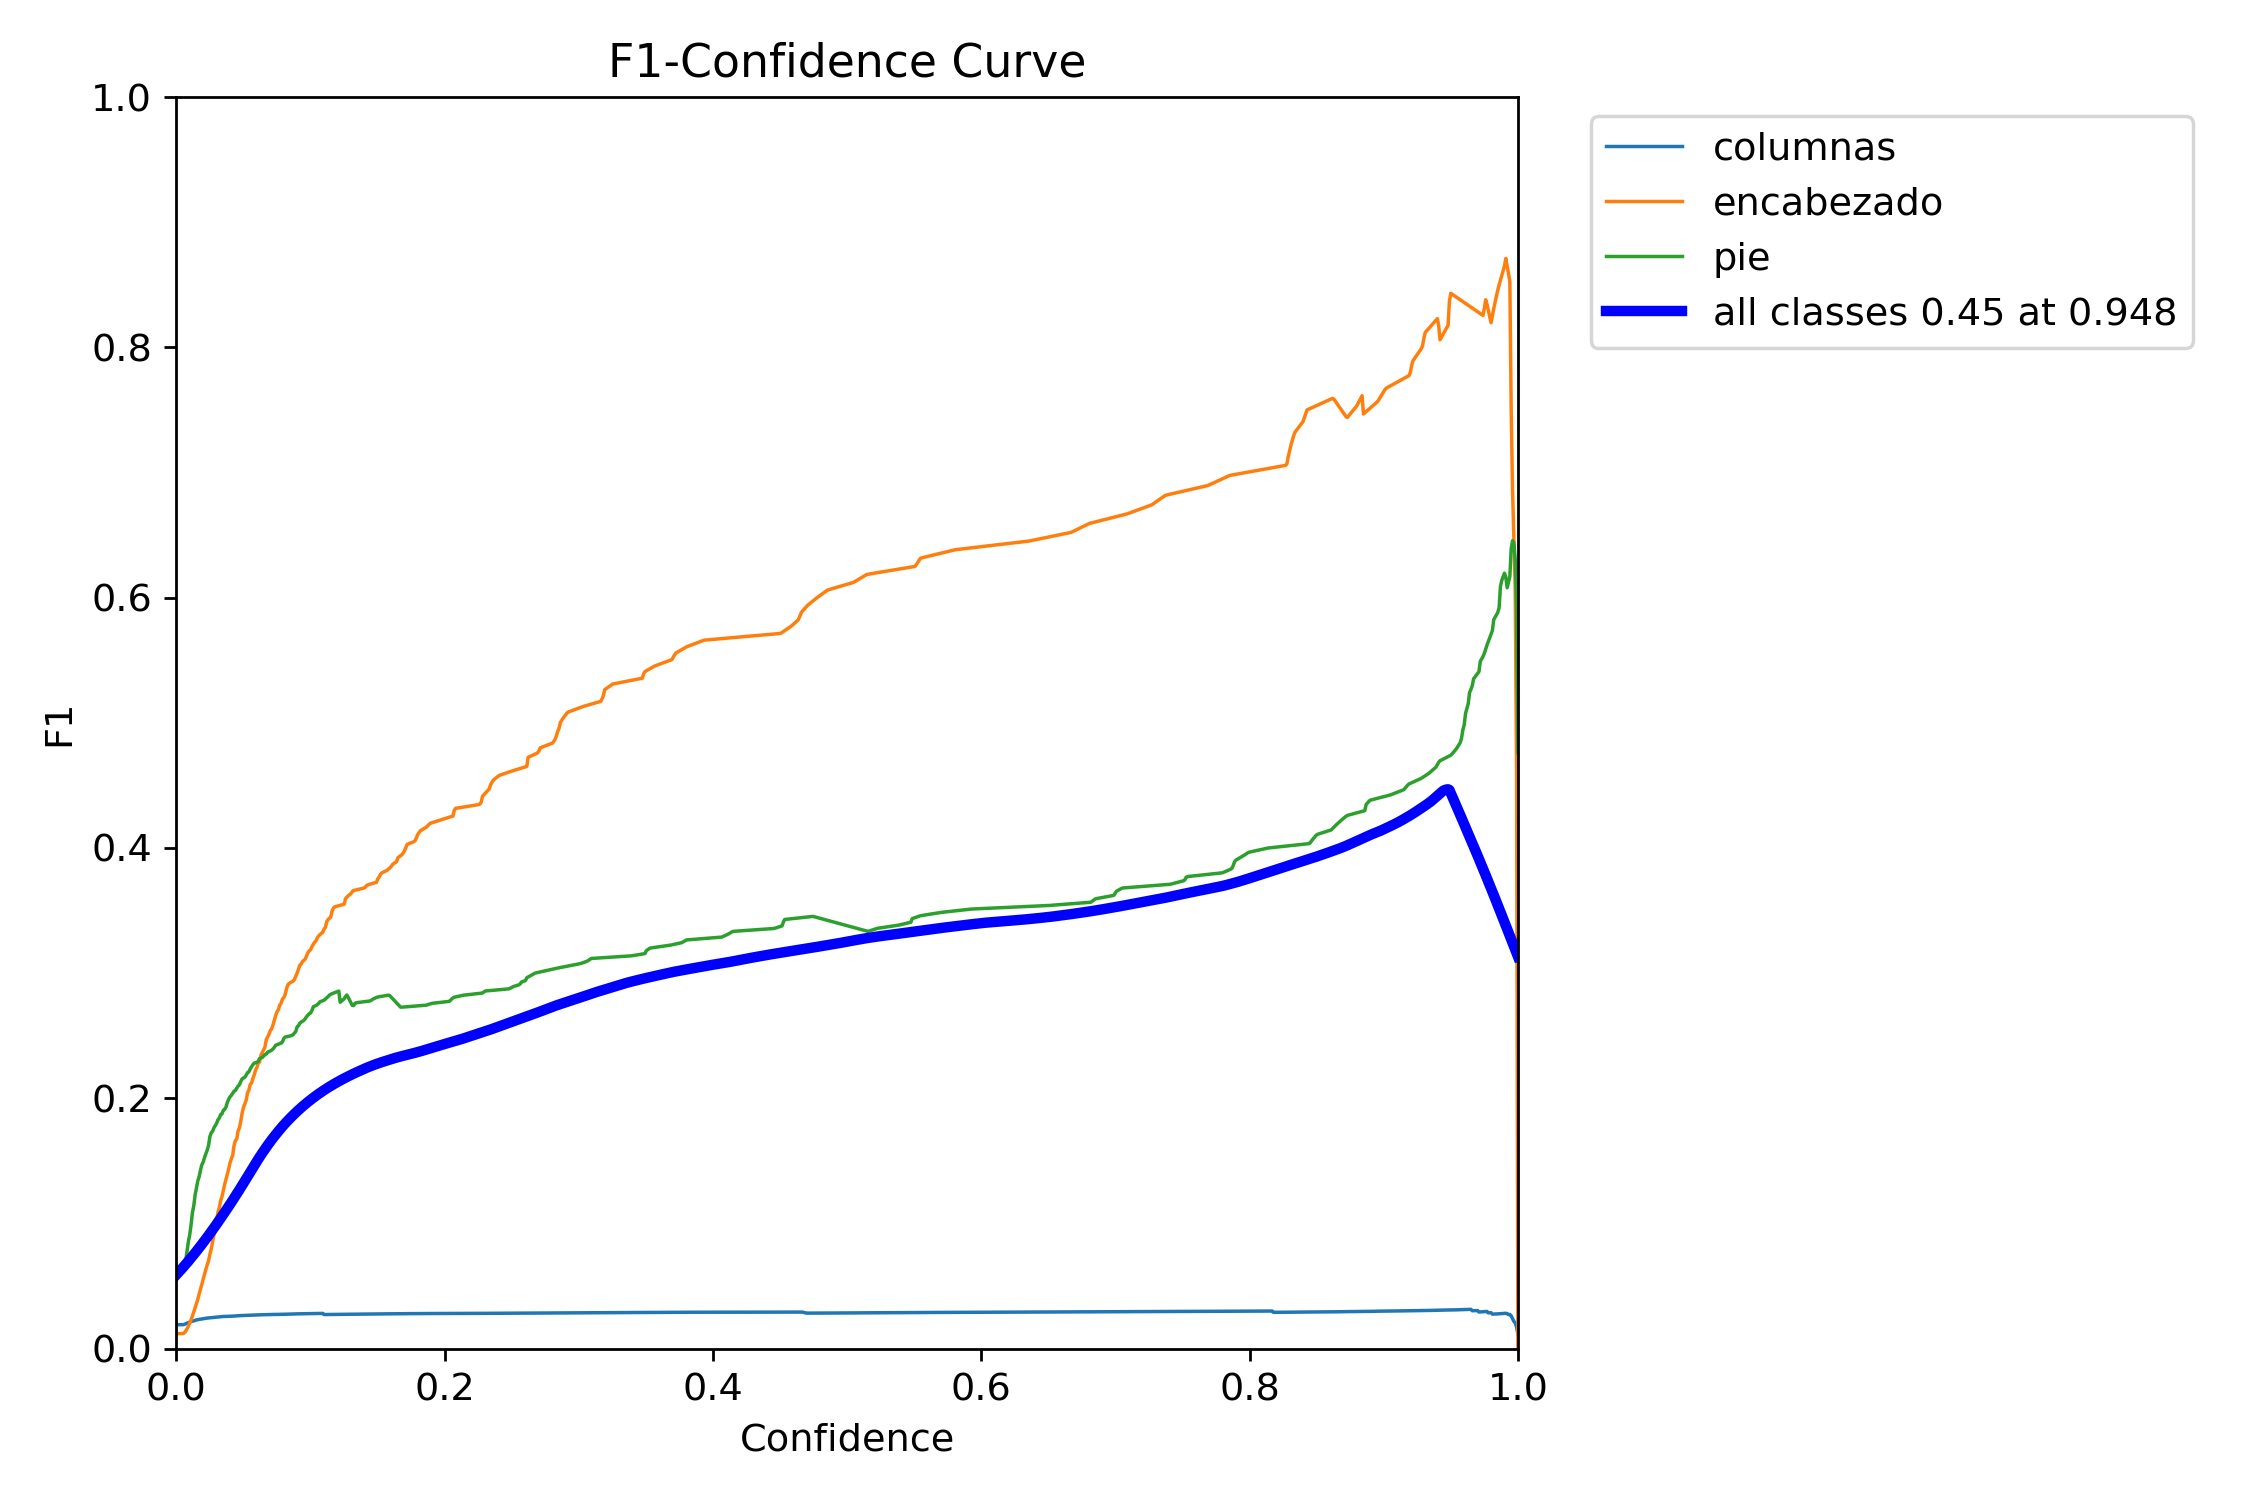 F1-Confidence Curve
1.0
0.8
0.6
0.4
0.2
0.0
F1
0.0 0.2 0.4 0.6 0.8 1.0
Confidence
columnas
encabezado
pie
all classes 0.45 at 0.948